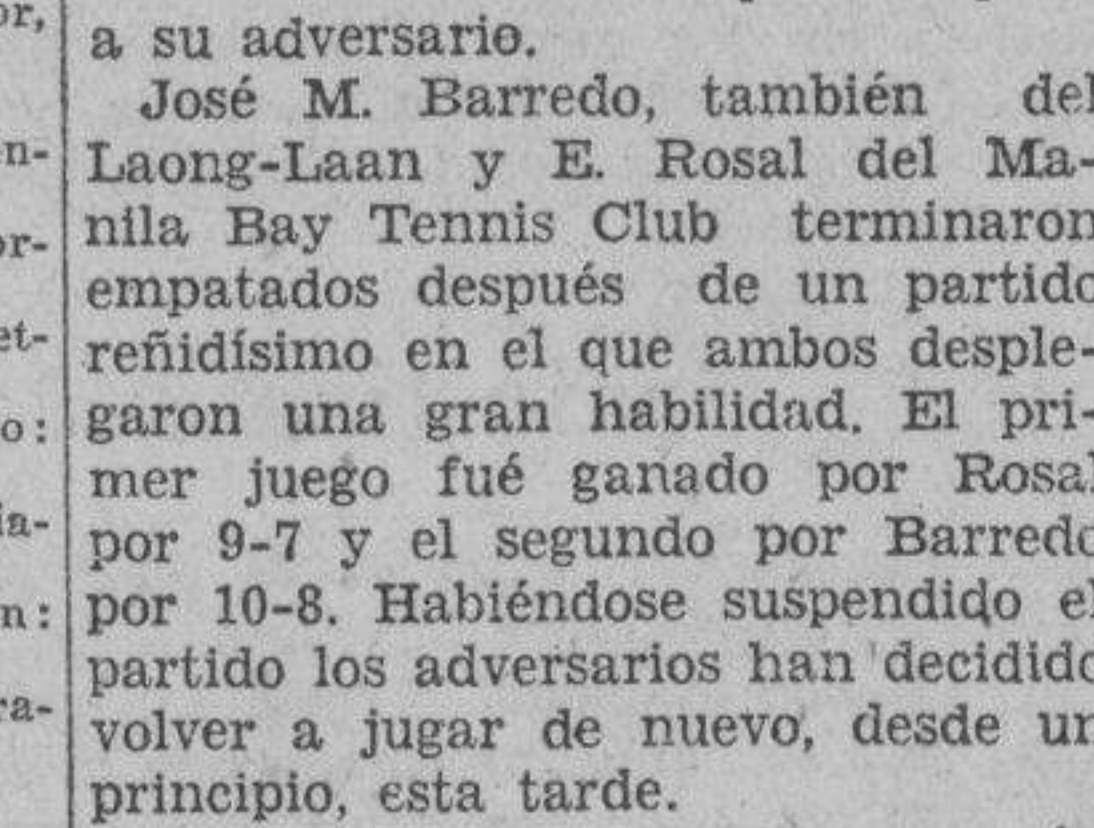 a su adversario.
José M. Barredo, también del
Laong-Laan y E. Rosal del Ma-
nila Bay Tennis Club terminaron
empatados después de un partido
reñidísimo en el que ambos desple-
garon una gran habilidad. El pri-
mer juego fué ganado por Rosal
por 9-7 y el segundo por Barredo
por 10-8. Habiéndose suspendido el
partido los adversarios han decidido
volver a jugar de nuevo, desde un
principio, esta tarde.